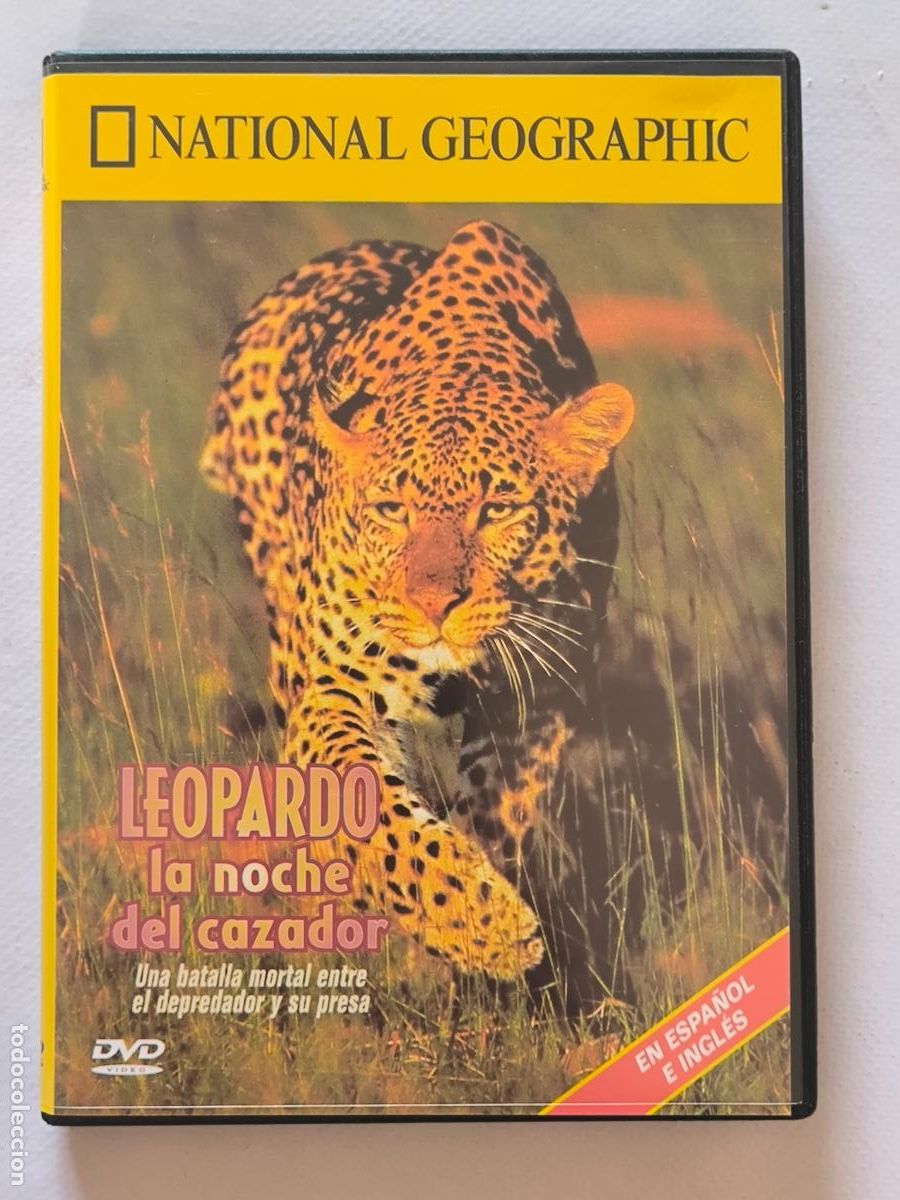 NATIONAL GEOGRAPHIC
LEOPARDO
la noche
del cazador
Una batalla mortal entre
el depredador y su presa
DVD
VIDEO
EN ESPAÑOL
E INGLÉS
todocoleccion